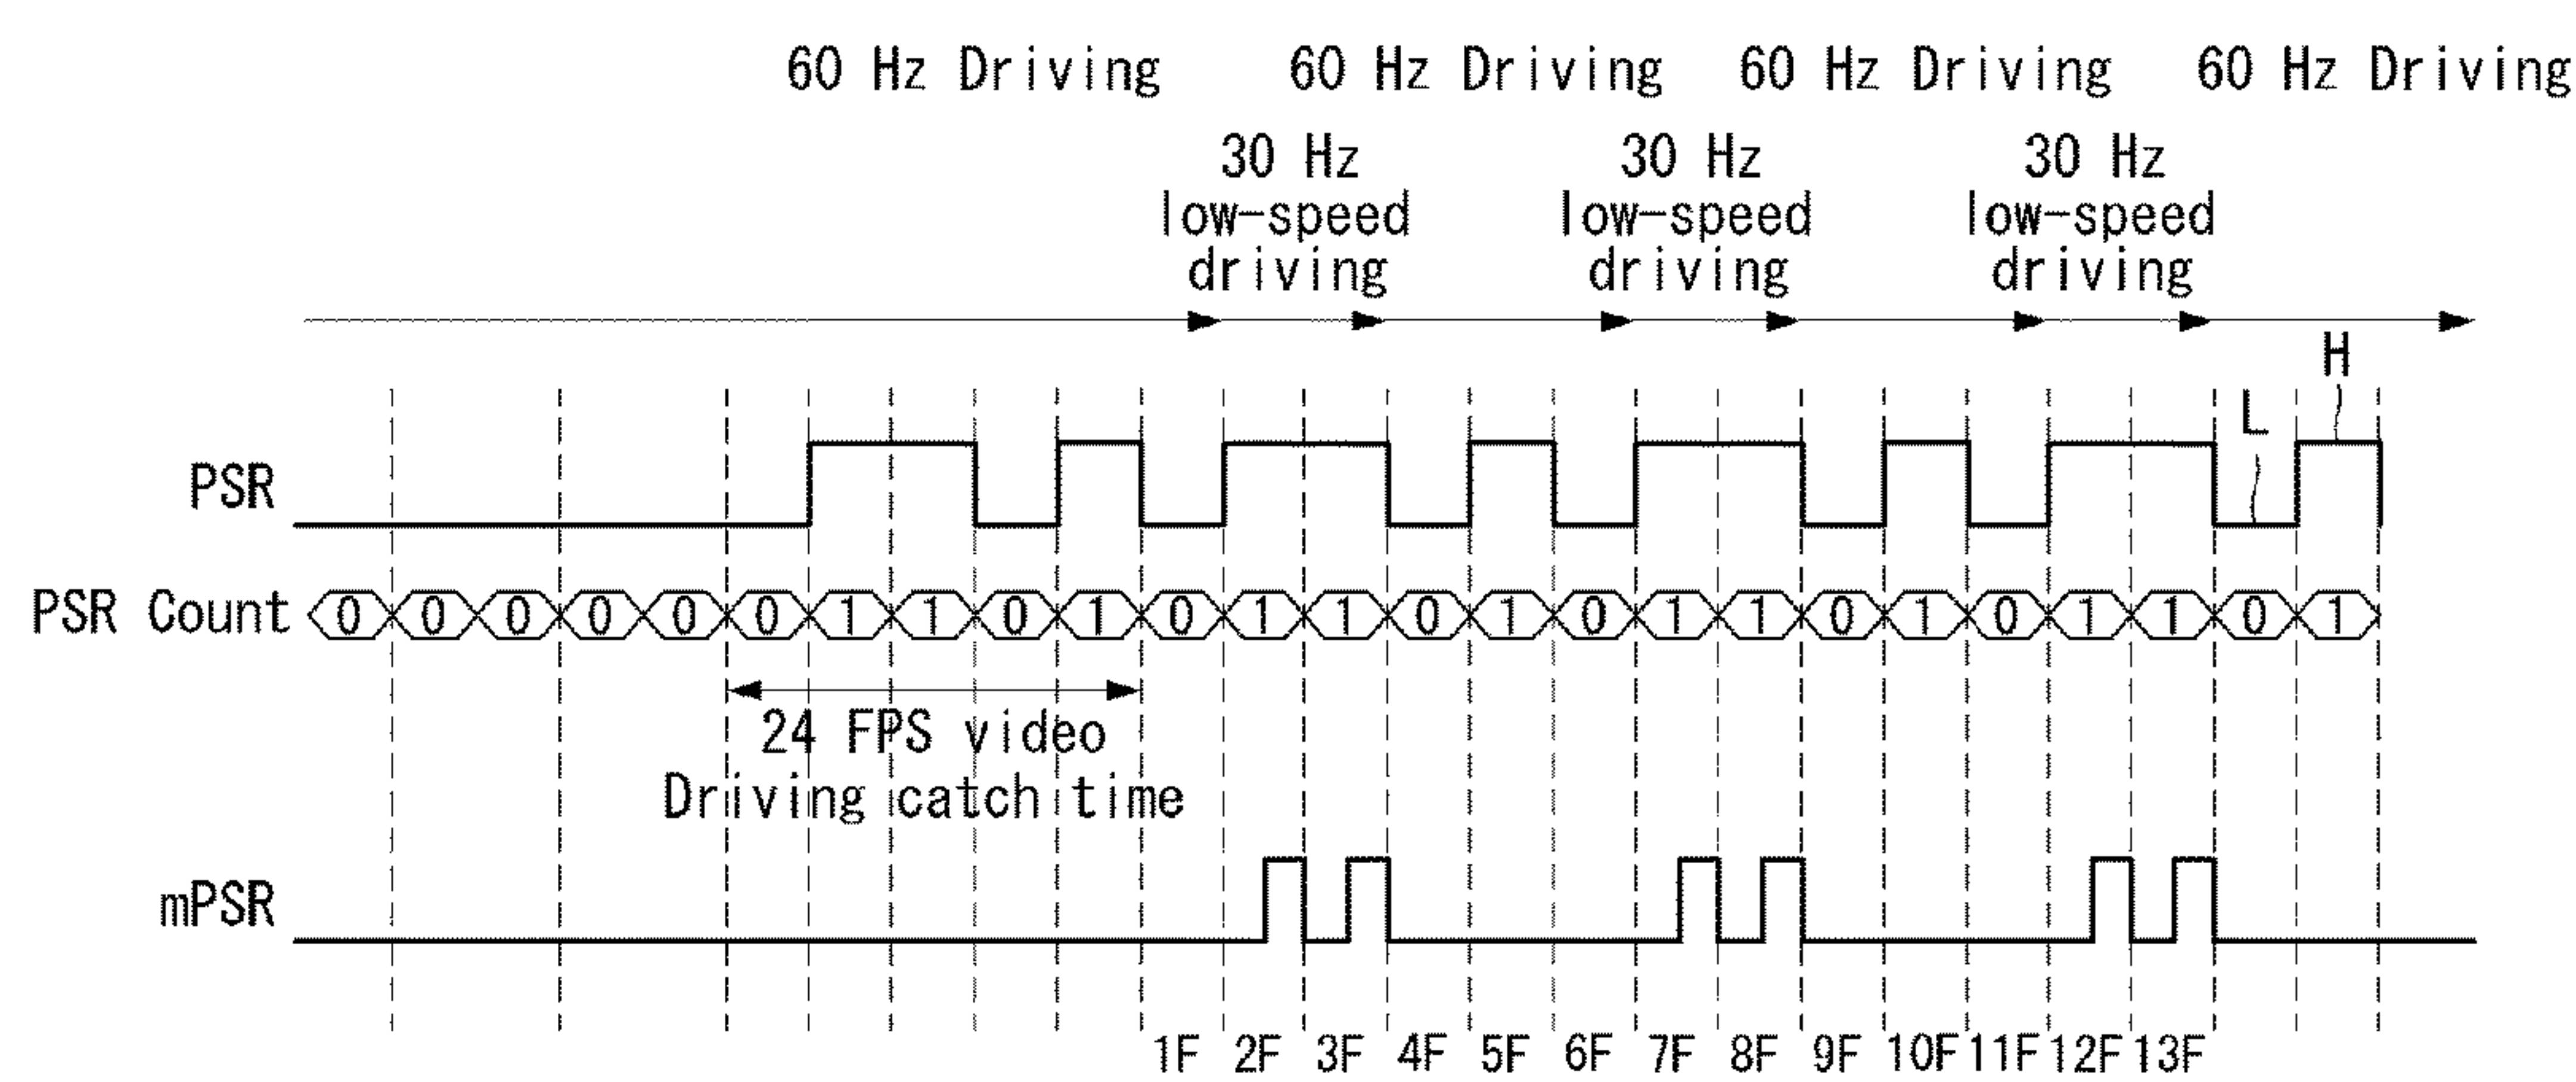 60 Hz Driving 60 Hz Driving 60 Hz Driving 60 Hz Driving
30 Hz 30 Hz 30 Hz
low-speed low-speed low-speed
driving driving driving
H
L
PSR
PSR Count 0 0 0 0 0 0 1 1 0 1 0 1 1 0 1 0 1 1 0 1 0 1 1 0 1
24 FPS video
Driving catch time
mPSR
1F 2F 3F 4F 5F 6F 7F 8F 9F 10F 11F 12F 13F